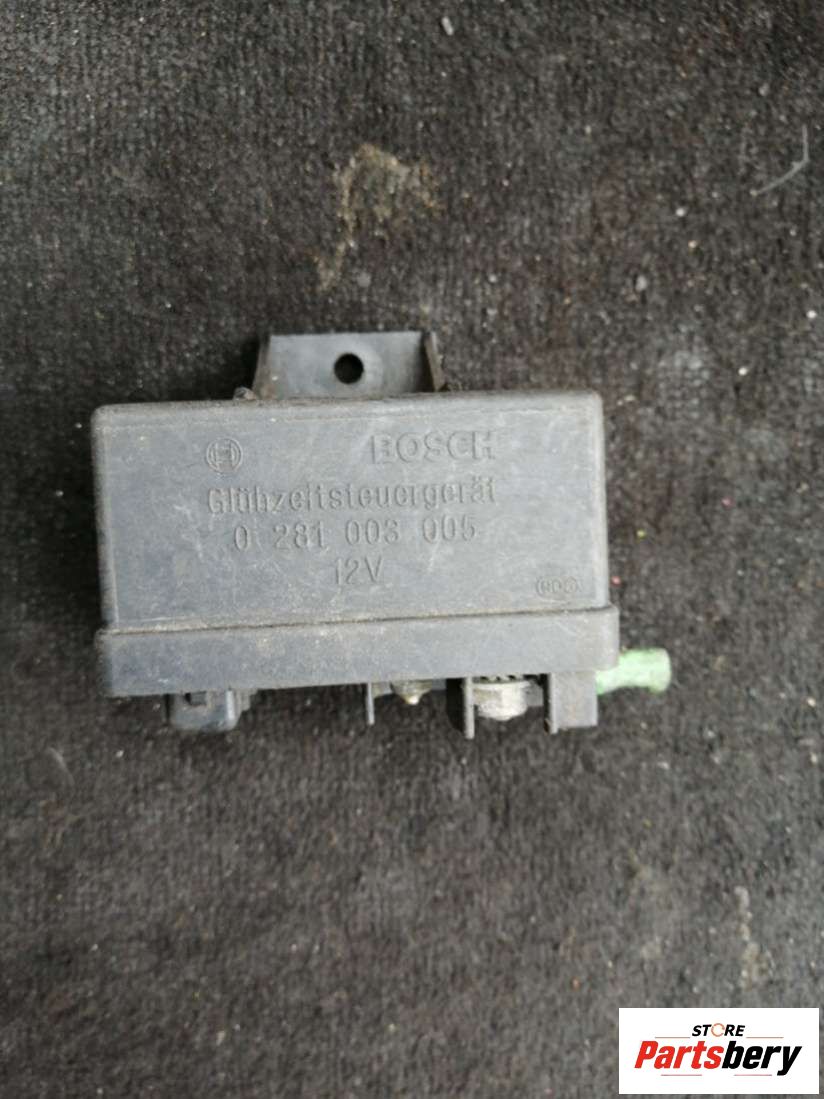 BOSCH
Glühzeitsteuergerät
0 281 003 005
12V
STORE
Partsbery